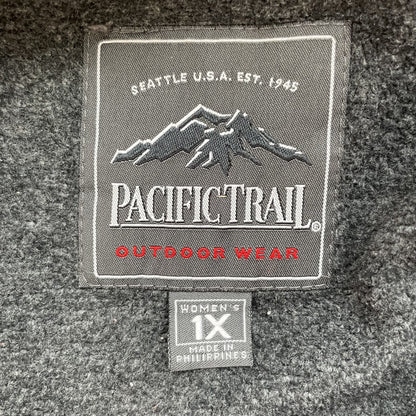 SEATTLE U.S.A. EST. 1945
PACIFIC TRAIL®
OUTDOOR WEAR
WOMEN'S
1X
MADE IN
PHILIPPINES